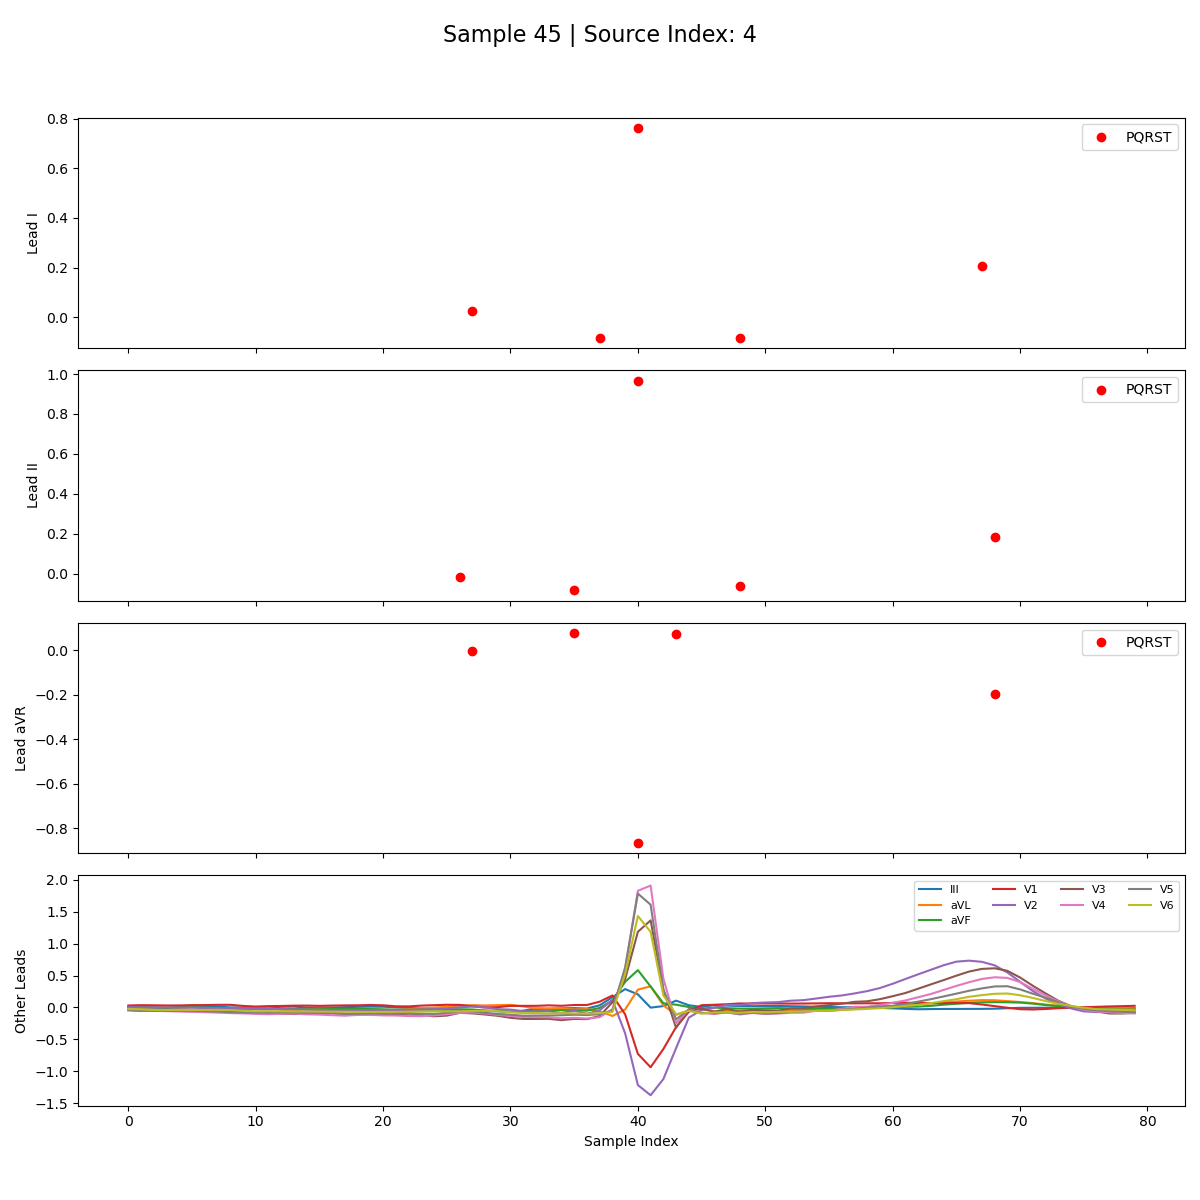 Sample 45 | Source Index: 4
0.8
0.6
0.4
0.2
0.0
Lead I
PQRST
1.0
0.8
0.6
0.4
0.2
0.0
Lead II
PQRST
0.0
−0.2
−0.4
−0.6
−0.8
Lead aVR
PQRST
2.0
1.5
1.0
0.5
0.0
−0.5
−1.0
−1.5
Other Leads
III V1 V3 V5
aVL V2 V4 V6
aVF
0 10 20 30 40 50 60 70 80
Sample Index